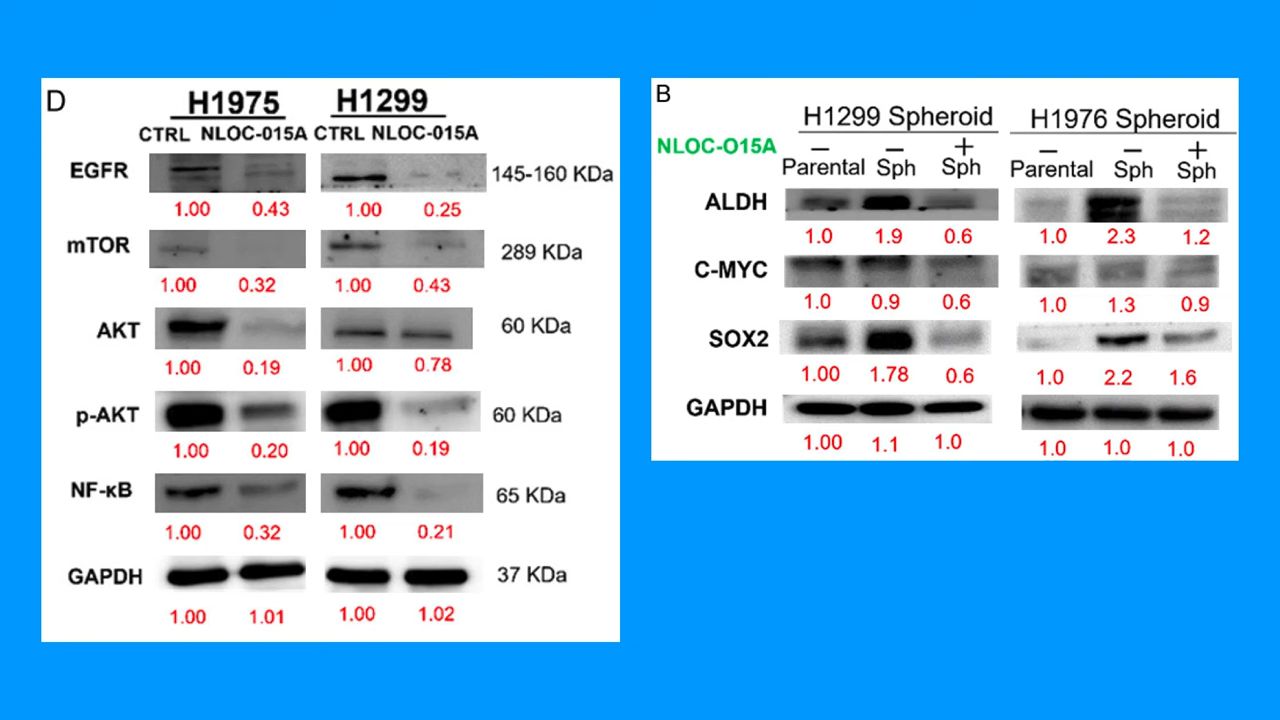 D
H1975 H1299
CTRL NLOC-015A CTRL NLOC-015A
EGFR 145-160 KDa
1.00 0.43 1.00 0.25
mTOR 289 KDa
1.00 0.32 1.00 0.43
AKT 60 KDa
1.00 0.19 1.00 0.78
p-AKT 60 KDa
1.00 0.20 1.00 0.19
NF-κB 65 KDa
1.00 0.32 1.00 0.21
GAPDH 37 KDa
1.00 1.01 1.00 1.02
B
H1299 Spheroid H1976 Spheroid
NLOC-O15A − − + − − +
Parental Sph Sph Parental Sph Sph
ALDH
1.0 1.9 0.6 1.0 2.3 1.2
C-MYC
1.0 0.9 0.6 1.0 1.3 0.9
SOX2
1.00 1.78 0.6 1.0 2.2 1.6
GAPDH
1.00 1.1 1.0 1.0 1.0 1.0